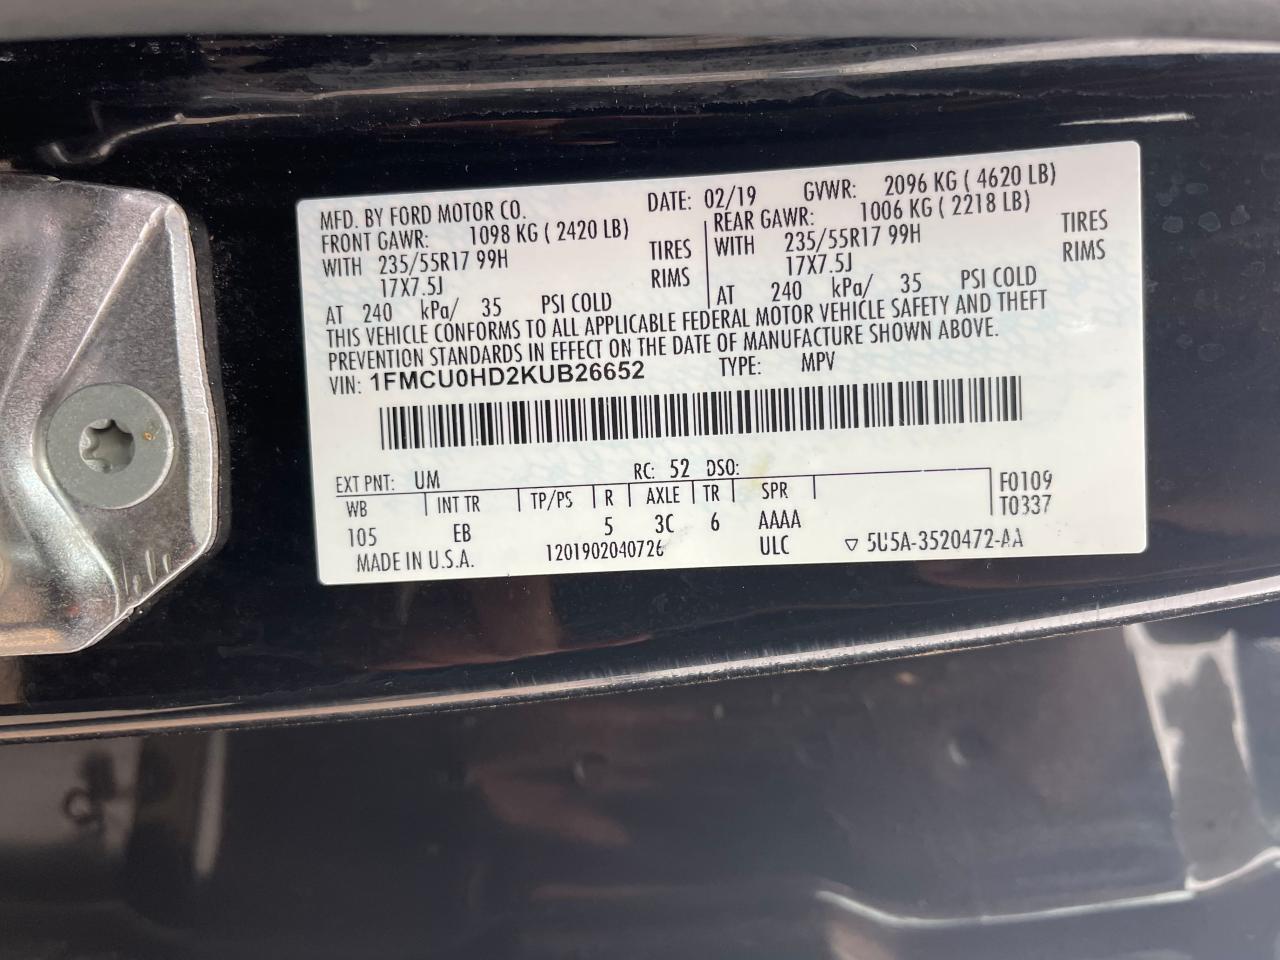 MFD. BY FORD MOTOR CO. DATE: 02/19 GVWR: 2096 KG ( 4620 LB)
FRONT GAWR: 1098 KG ( 2420 LB) REAR GAWR: 1006 KG ( 2218 LB)
WITH 235/55R17 99H TIRES WITH 235/55R17 99H TIRES
17X7.5J RIMS 17X7.5J RIMS
AT 240 kPa/ 35 PSI COLD AT 240 kPa/ 35 PSI COLD
THIS VEHICLE CONFORMS TO ALL APPLICABLE FEDERAL MOTOR VEHICLE SAFETY AND THEFT
PREVENTION STANDARDS IN EFFECT ON THE DATE OF MANUFACTURE SHOWN ABOVE.
VIN: 1FMCU0HD2KUB26652 TYPE: MPV
EXT PNT: UM RC: 52 DSO:
WB INT TR TP/PS R AXLE TR SPR F0109
105 EB 5 3C 6 AAAA T0337
MADE IN U.S.A. 1201902040726 ULC ▽ 5U5A-3520472-AA